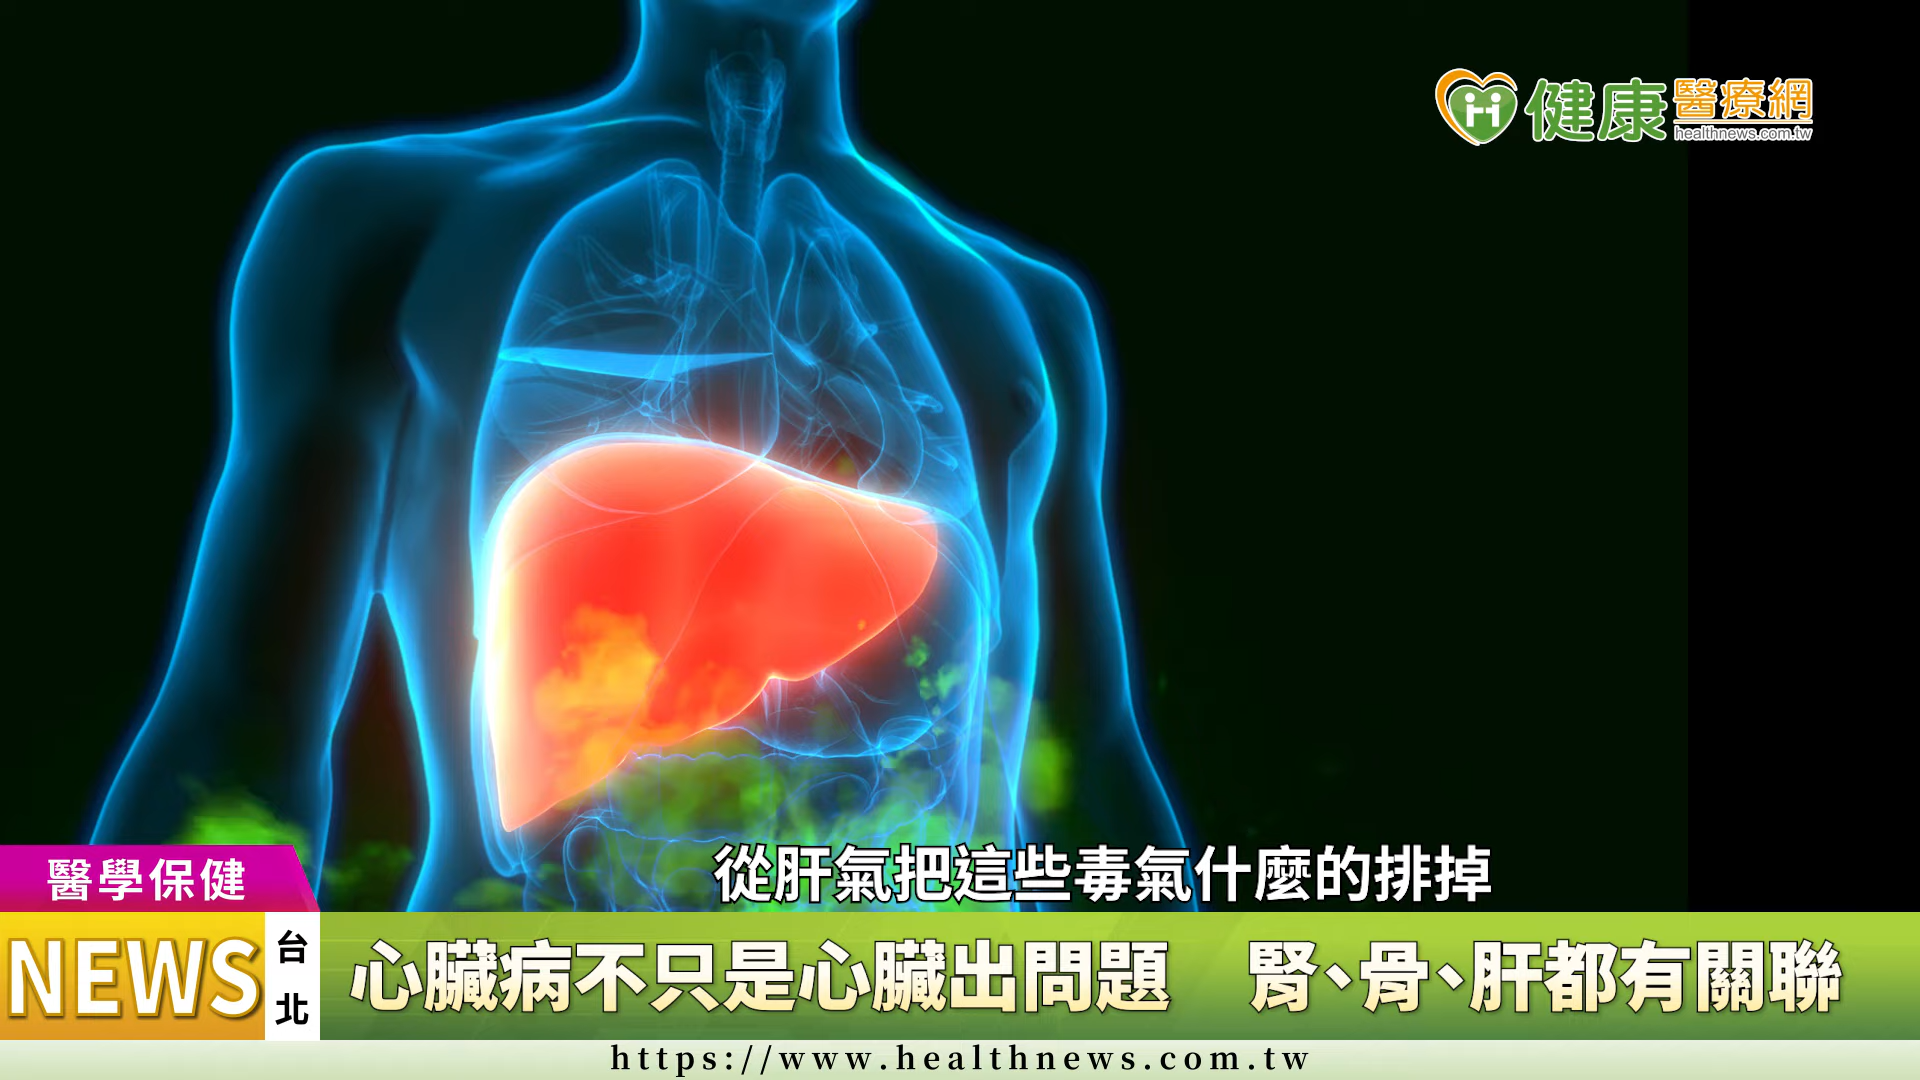 健康醫療網
healthnews.com.tw
從肝氣把這些毒氣什麼的排掉
醫學保健
NEWS
台北
心臟病不只是心臟出問題 腎、骨、肝都有關聯
https://www.healthnews.com.tw